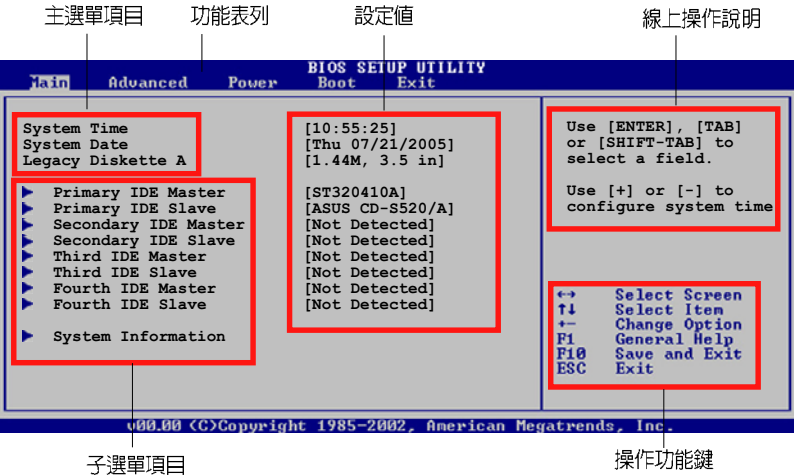 主選單項目 功能表列 設定值 線上操作說明
BIOS SETUP UTILITY
Main Advanced Power Boot Exit
System Time [10:55:25]
System Date [Thu 07/21/2005]
Legacy Diskette A [1.44M, 3.5 in]
Primary IDE Master [ST320410A]
Primary IDE Slave [ASUS CD-S520/A]
Secondary IDE Master [Not Detected]
Secondary IDE Slave [Not Detected]
Third IDE Master [Not Detected]
Third IDE Slave [Not Detected]
Fourth IDE Master [Not Detected]
Fourth IDE Slave [Not Detected]
System Information
Use [ENTER], [TAB]
or [SHIFT-TAB] to
select a field.
Use [+] or [-] to
configure system time
↔ Select Screen
↑↓ Select Item
+- Change Option
F1 General Help
F10 Save and Exit
ESC Exit
v00.00 (C)Copyright 1985-2002, American Megatrends, Inc.
子選單項目 操作功能鍵